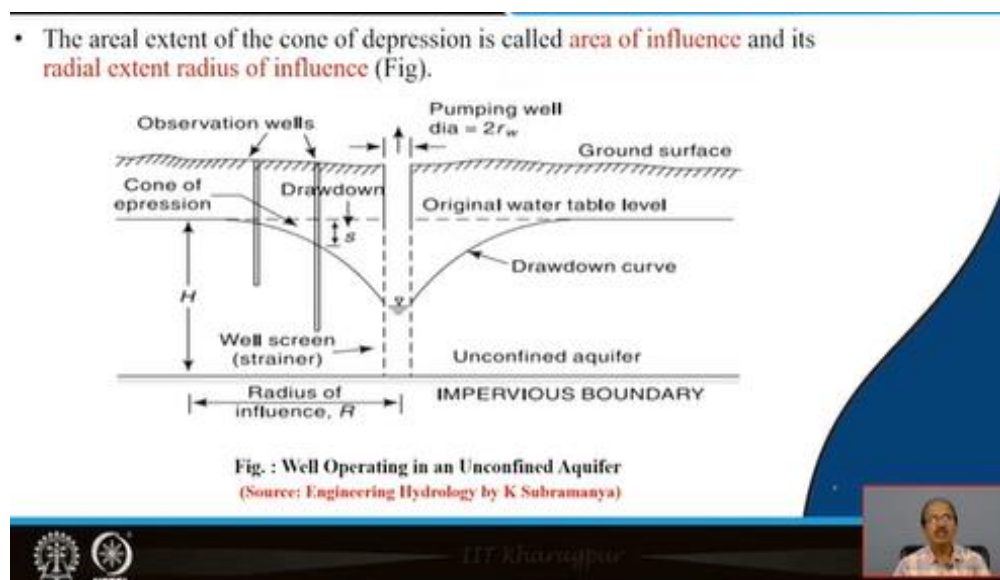 • The areal extent of the cone of depression is called area of influence and its
radial extent radius of influence (Fig).
Pumping well
dia = 2rw
Observation wells
Ground surface
Cone of
epression
Drawdown
Original water table level
s
Drawdown curve
H
Well screen
(strainer)
Unconfined aquifer
Radius of
influence, R
IMPERVIOUS BOUNDARY
Fig. : Well Operating in an Unconfined Aquifer
(Source: Engineering Hydrology by K Subramanya)
IIT Kharagpur